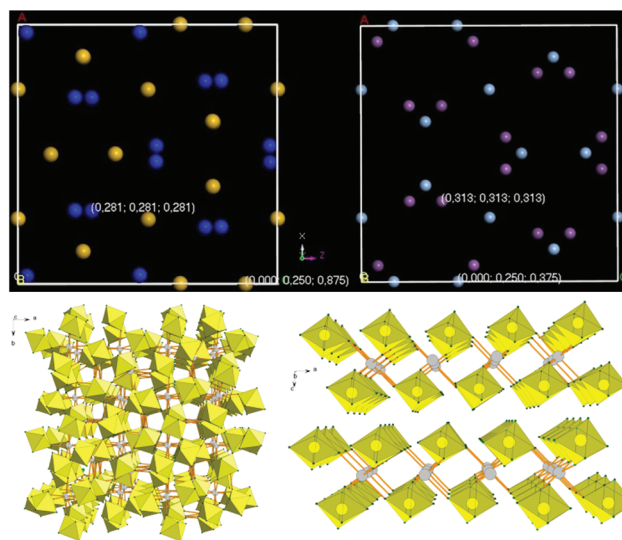 A
A
(0,281; 0,281; 0,281)
(0,313; 0,313; 0,313)
X
Z
B
(0,000; 0,250; 0,875)
B
(0,000; 0,250; 0,375)
a
b
a
b
c